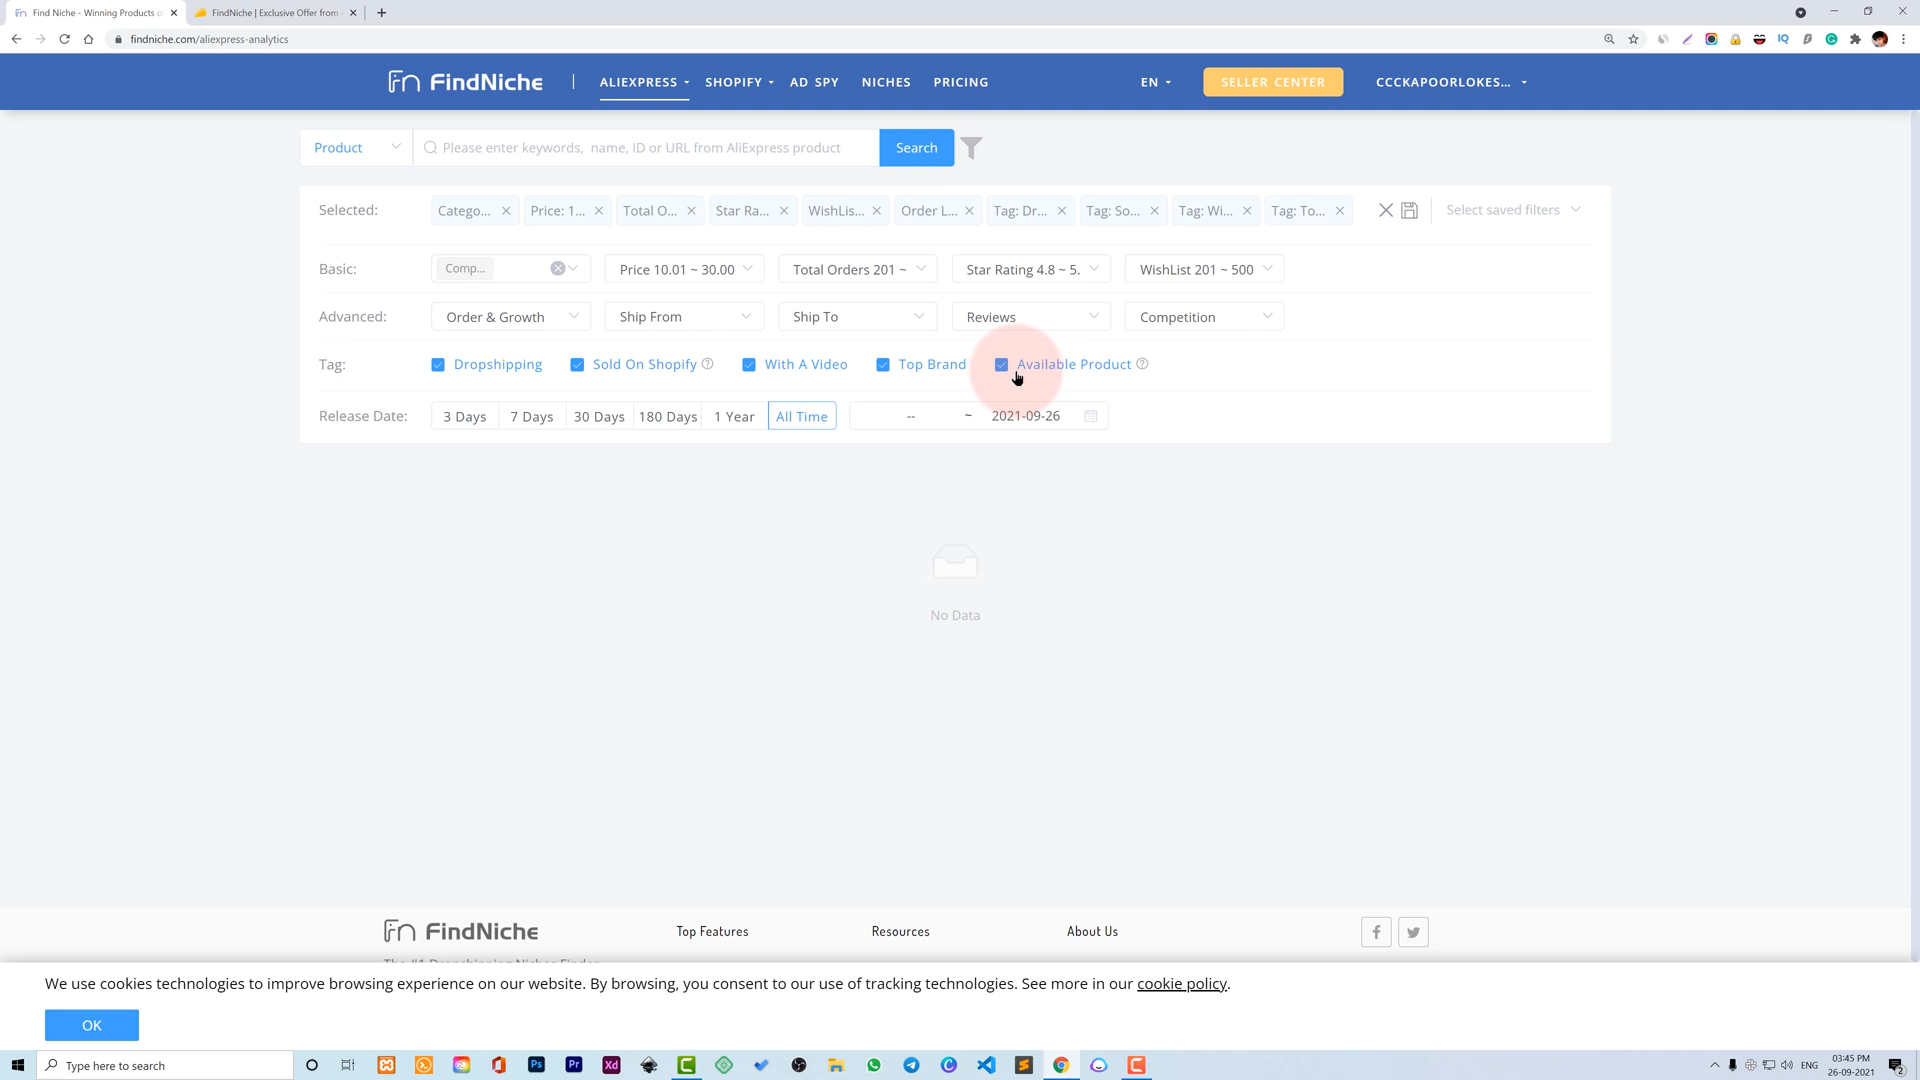 Find Niche - Winning Products o
FindNiche | Exclusive Offer from
findniche.com/aliexpress-analytics
FindNiche
ALIEXPRESS
SHOPIFY
AD SPY
NICHES
PRICING
EN
SELLER CENTER
CCCKAPOORLOKES...
Product
Please enter keywords, name, ID or URL from AliExpress product
Search
Selected:
Catego...
Price: 1...
Total O...
Star Ra...
WishLis...
Order L...
Tag: Dr...
Tag: So...
Tag: Wi...
Tag: To...
Select saved filters
Basic:
Comp...
Price 10.01 ~ 30.00
Total Orders 201 ~
Star Rating 4.8 ~ 5.
WishList 201 ~ 500
Advanced:
Order & Growth
Ship From
Ship To
Reviews
Competition
Tag:
Dropshipping
Sold On Shopify
With A Video
Top Brand
Available Product
Release Date:
3 Days
7 Days
30 Days
180 Days
1 Year
All Time
--
~
2021-09-26
No Data
FindNiche
Top Features
Resources
About Us
We use cookies technologies to improve browsing experience on our website. By browsing, you consent to our use of tracking technologies. See more in our cookie policy.
OK
Type here to search
ENG
03:45 PM
26-09-2021